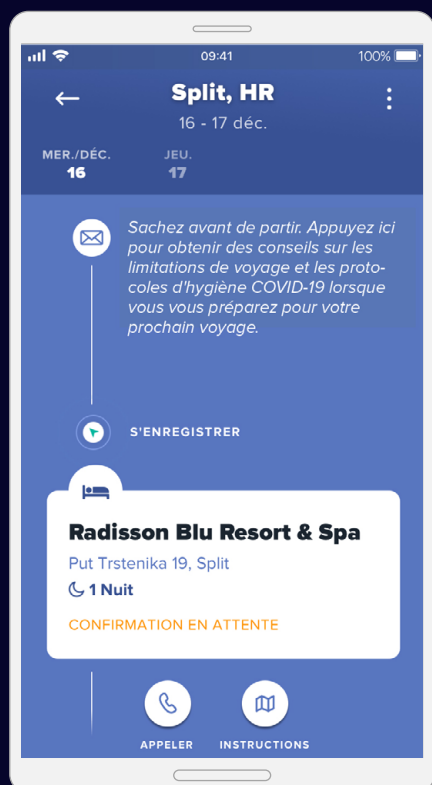 09:41
100%
Split, HR
16 - 17 déc.
MER./DÉC.
16
JEU.
17
Sachez avant de partir. Appuyez ici
pour obtenir des conseils sur les
limitations de voyage et les proto-
coles d'hygiène COVID-19 lorsque
vous vous préparez pour votre
prochain voyage.
S'ENREGISTRER
Radisson Blu Resort & Spa
Put Trstenika 19, Split
1 Nuit
CONFIRMATION EN ATTENTE
APPELER
INSTRUCTIONS